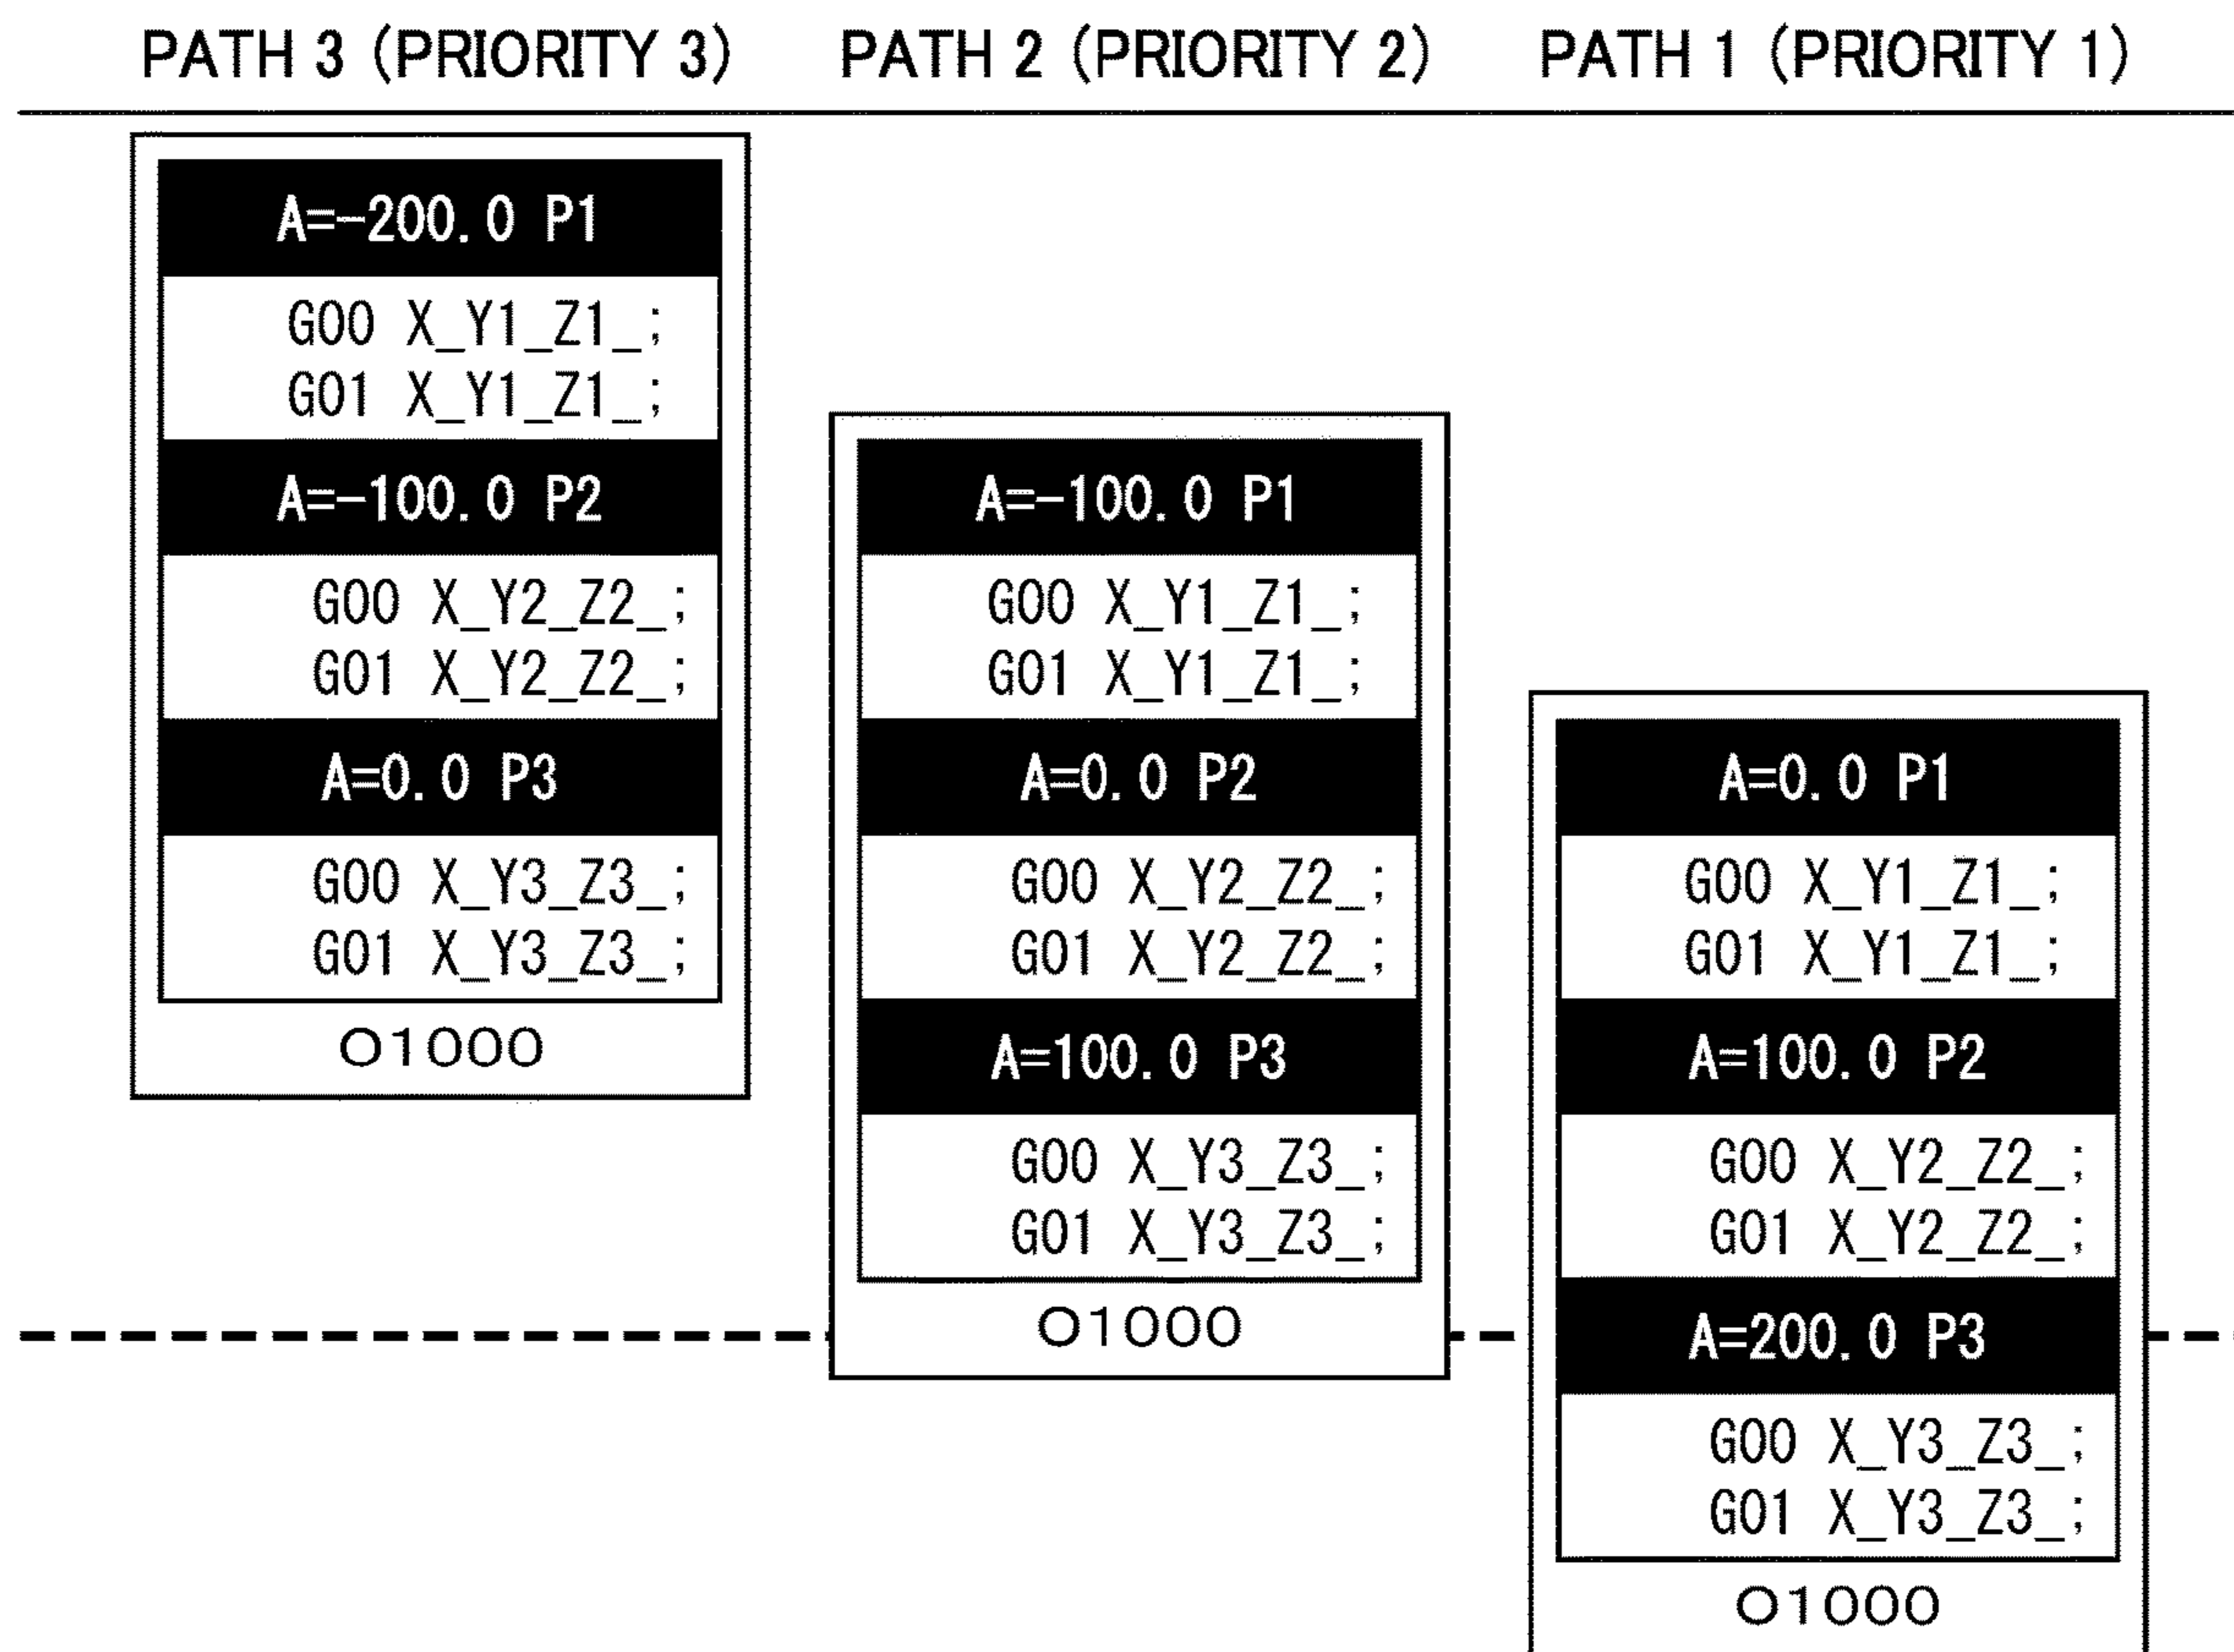 PATH 3 (PRIORITY 3)
PATH 2 (PRIORITY 2)
PATH 1 (PRIORITY 1)
A=-200.0 P1
G00 X_Y1_Z1_;
G01 X_Y1_Z1_;
A=-100.0 P2
G00 X_Y2_Z2_;
G01 X_Y2_Z2_;
A=0.0 P3
G00 X_Y3_Z3_;
G01 X_Y3_Z3_;
O1000
A=-100.0 P1
G00 X_Y1_Z1_;
G01 X_Y1_Z1_;
A=0.0 P2
G00 X_Y2_Z2_;
G01 X_Y2_Z2_;
A=100.0 P3
G00 X_Y3_Z3_;
G01 X_Y3_Z3_;
O1000
A=0.0 P1
G00 X_Y1_Z1_;
G01 X_Y1_Z1_;
A=100.0 P2
G00 X_Y2_Z2_;
G01 X_Y2_Z2_;
A=200.0 P3
G00 X_Y3_Z3_;
G01 X_Y3_Z3_;
O1000